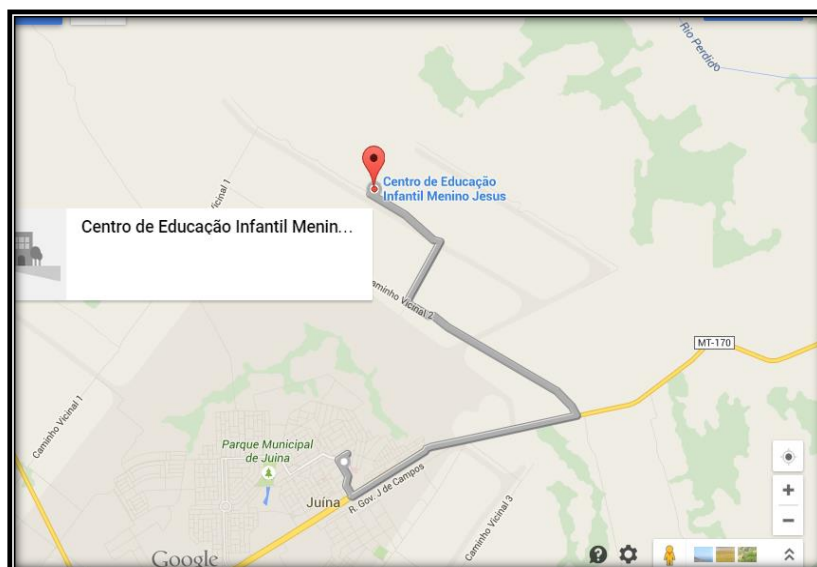 Rio Perdido
Centro de Educação
Infantil Menino Jesus
Vicinal 1
Centro de Educação Infantil Menin...
Caminho Vicinal 2
MT-170
Caminho Vicinal 1
Parque Municipal
de Juina
Juína
R. Gov. J de Campos
Caminho Vicinal 3
Google